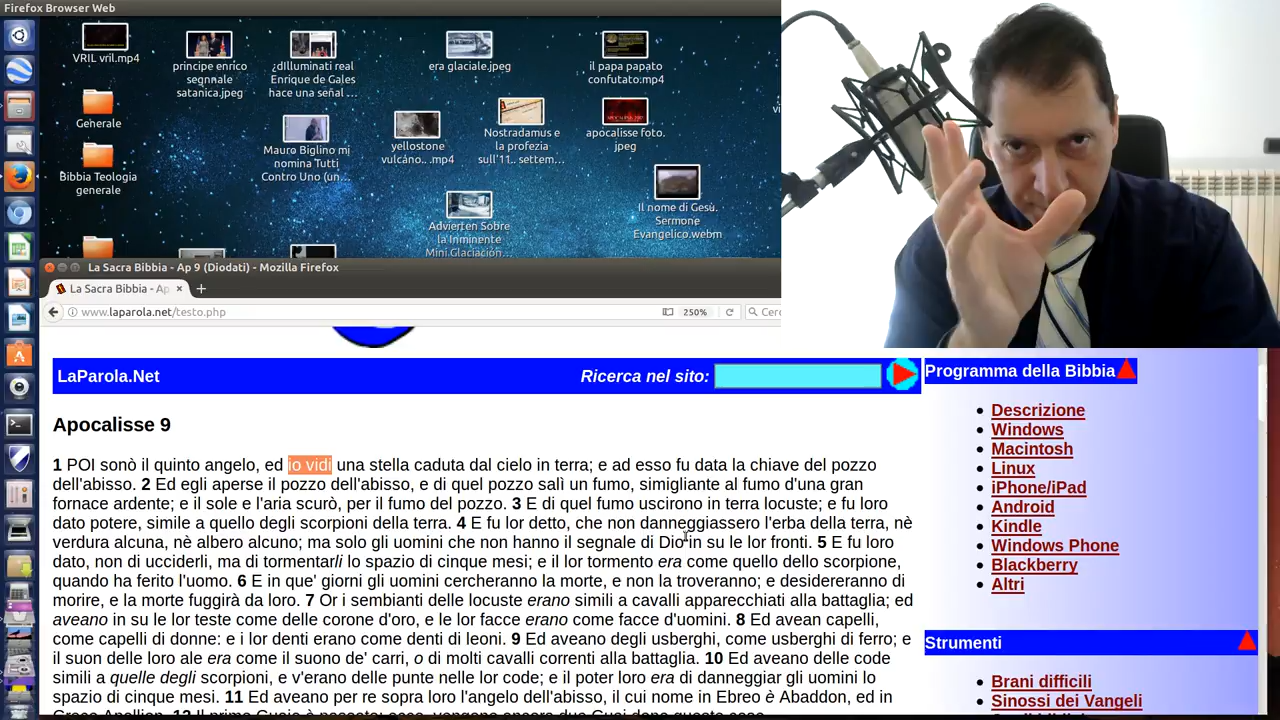 Firefox Browser Web
VRIL vril.mp4
principe enrico
segnnale
satanica.jpeg
¿dIlluminati real
Enrique de Gales
hace una señal ...
era glaciale.jpeg
il papa papato
confutato:mp4
Generale
Mauro Biglino mi
nomina Tutti
Contro Uno (un...
yellostone
vulcáno.. .mp4
Nostradamus e
la profezia
sull'11.. settem...
apocalisse foto.
jpeg
Bibbia Teologia
generale
Advierten Sobre
la Inminente
Mini Glaciación...
Il nome di Gesù.
Sermone
Evangelico.webm
La Sacra Bibbia - Ap 9 (Diodati) - Mozilla Firefox
La Sacra Bibbia - Ap
www.laparola.net/testo.php
250%
Cerc
LaParola.Net
Ricerca nel sito:
Apocalisse 9
1 POI sonò il quinto angelo, ed io vidi una stella caduta dal cielo in terra; e ad esso fu data la chiave del pozzo
dell'abisso. 2 Ed egli aperse il pozzo dell'abisso, e di quel pozzo salì un fumo, simigliante al fumo d'una gran
fornace ardente; e il sole e l'aria scurò per il fumo del pozzo. 3 E di quel fumo uscirono in terra locuste; e fu loro
dato potere, simile a quello degli scorpioni della terra. 4 E fu lor detto, che non danneggiassero l'erba della terra, nè
verdura alcuna, nè albero alcuno; ma solo gli uomini che non hanno il segnale di Dio in su le lor fronti. 5 E fu loro
dato, non di ucciderli, ma di tormentarli lo spazio di cinque mesi; e il lor tormento era come quello dello scorpione,
quando ha ferito l'uomo. 6 E in que' giorni gli uomini cercheranno la morte, e non la troveranno; e desidereranno di
morire, e la morte fuggirà da loro. 7 Or i sembianti delle locuste erano simili a cavalli apparecchiati alla battaglia; ed
aveano in su le lor teste come delle corone d'oro, e le lor facce erano come facce d'uomini. 8 Ed avean capelli,
come capelli di donne: e i lor denti erano come denti di leoni. 9 Ed aveano degli usberghi, come usberghi di ferro; e
il suon delle loro ale era come il suono de' carri, o di molti cavalli correnti alla battaglia. 10 Ed aveano delle code
simili a quelle degli scorpioni, e v'erano delle punte nelle lor code; e il poter loro era di danneggiar gli uomini lo
spazio di cinque mesi. 11 Ed aveano per re sopra loro l'angelo dell'abisso, il cui nome in Ebreo è Abaddon, ed in
Programma della Bibbia
Descrizione
Windows
Macintosh
Linux
iPhone/iPad
Android
Kindle
Windows Phone
Blackberry
Altri
Strumenti
Brani difficili
Sinossi dei Vangeli